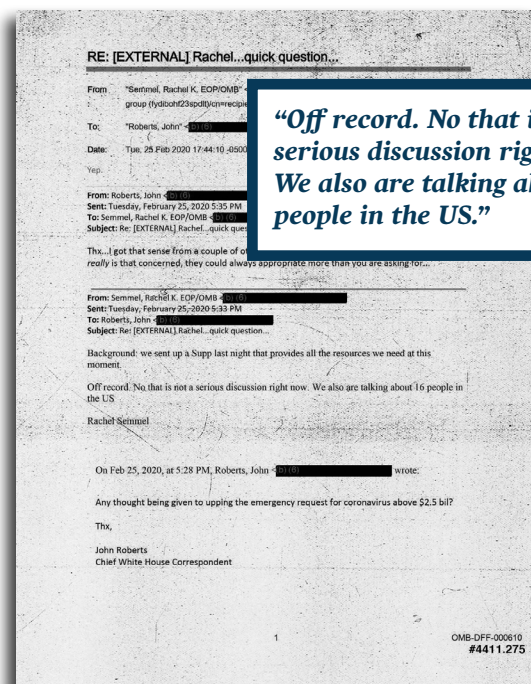 RE: [EXTERNAL] Rachel...quick question...
From "Semmel, Rachel K. EOP/OMB" <
: group (fydibohf23spdlt)/cn=recipie
To: "Roberts, John" < (b) (6)
Date: Tue, 25 Feb 2020 17:44:10 -0500
Yep.
“Off record. No that i
serious discussion rig
We also are talking a
people in the US.”
From: Roberts, John < (b) (6)
Sent: Tuesday, February 25, 2020 5:35 PM
To: Semmel, Rachel K. EOP/OMB < (b) (6)
Subject: Re: [EXTERNAL] Rachel...quick ques
Thx...I got that sense from a couple of ot
really is that concerned, they could always appropriate more than you are asking for...
From: Semmel, Rachel K. EOP/OMB < (b) (6)
Sent: Tuesday, February 25, 2020 5:33 PM
To: Roberts, John < (b) (6)
Subject: Re: [EXTERNAL] Rachel...quick question...
Background: we sent up a Supp last night that provides all the resources we need at this
moment.
Off record. No that is not a serious discussion right now. We also are talking about 16 people in
the US
Rachel Semmel
On Feb 25, 2020, at 5:28 PM, Roberts, John < (b) (6) wrote:
Any thought being given to upping the emergency request for coronavirus above $2.5 bil?
Thx,
John Roberts
Chief White House Correspondent
1
OMB-DFF-000610
#4411.275